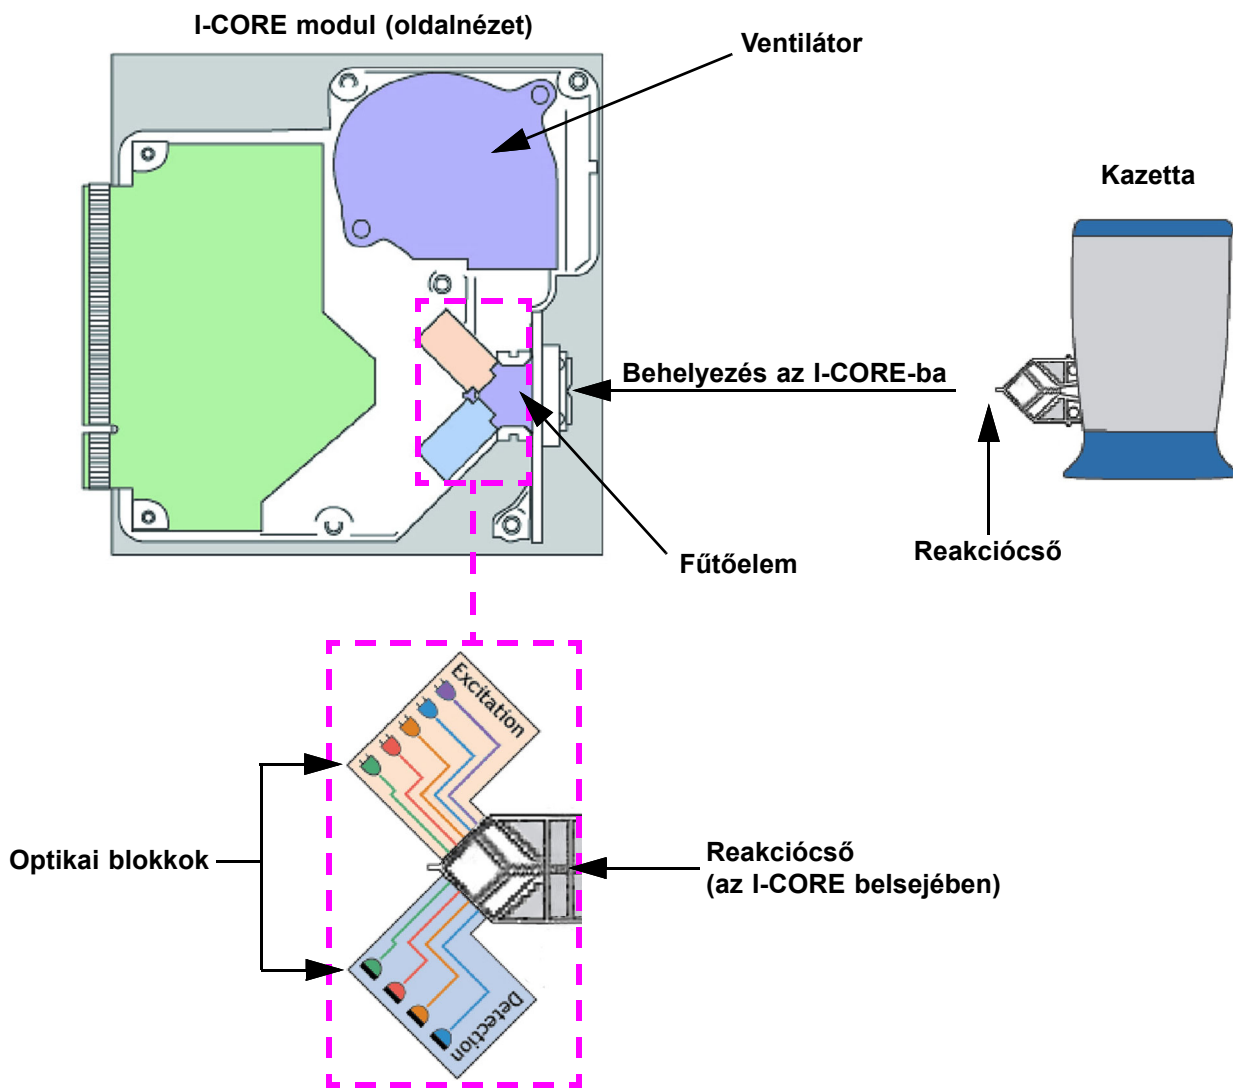 I-CORE modul (oldalnézet)
Ventilátor
Kazetta
Behelyezés az I-CORE-ba
Reakciócső
Fűtőelem
Excitation
Optikai blokkok
Reakciócső
(az I-CORE belsejében)
Detection